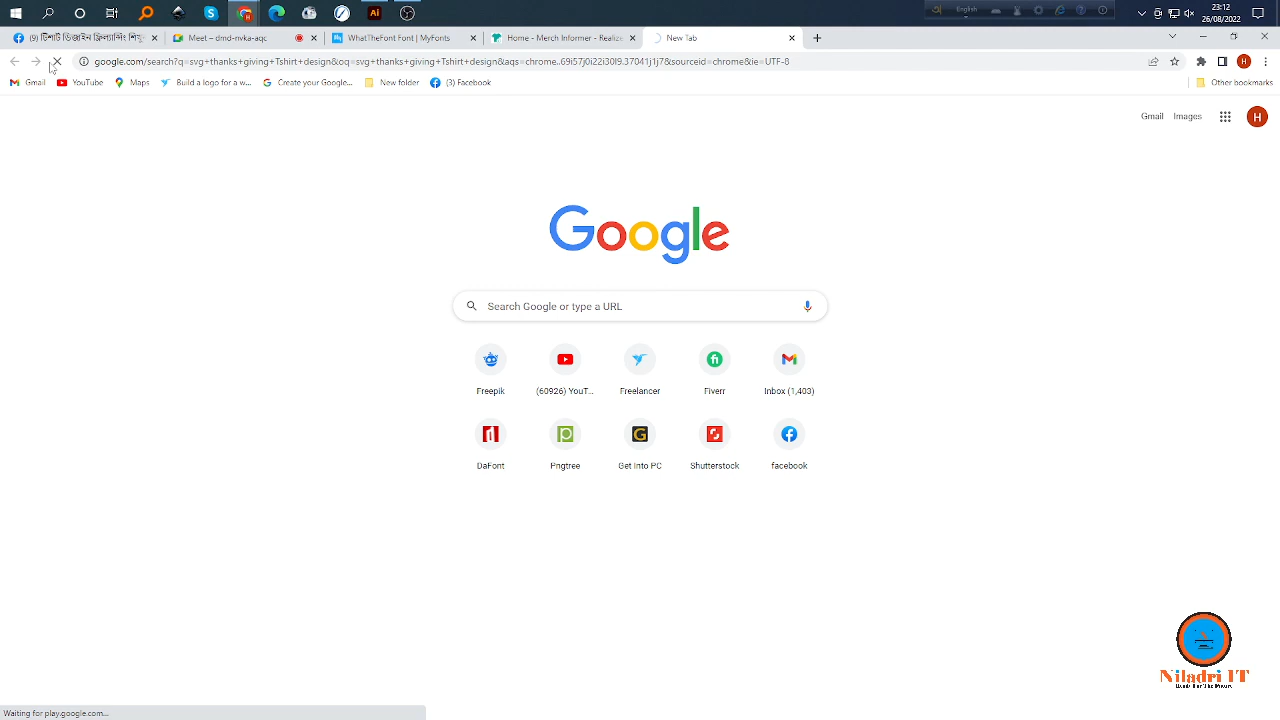 Ai
English
23:12
26/08/2022
(9) টিশার্ট ডিজাইন ফ্রিল্যান্সিং শিখু
Meet – dmd-nvka-aqc
WhatTheFont Font | MyFonts
Home - Merch Informer - Realizi
New Tab
google.com/search?q=svg+thanks+giving+Tshirt+design&oq=svg+thanks+giving+Tshirt+design&aqs=chrome..69i57j0i22i30l9.37041j1j7&sourceid=chrome&ie=UTF-8
H
Gmail
YouTube
Maps
Build a logo for a w...
Create your Google...
New folder
(3) Facebook
Other bookmarks
Gmail
Images
H
Google
Search Google or type a URL
Freepik
(60926) YouT...
Freelancer
Fiverr
Inbox (1,403)
DaFont
Pngtree
Get Into PC
Shutterstock
facebook
Niladri IT
Waiting for play.google.com...